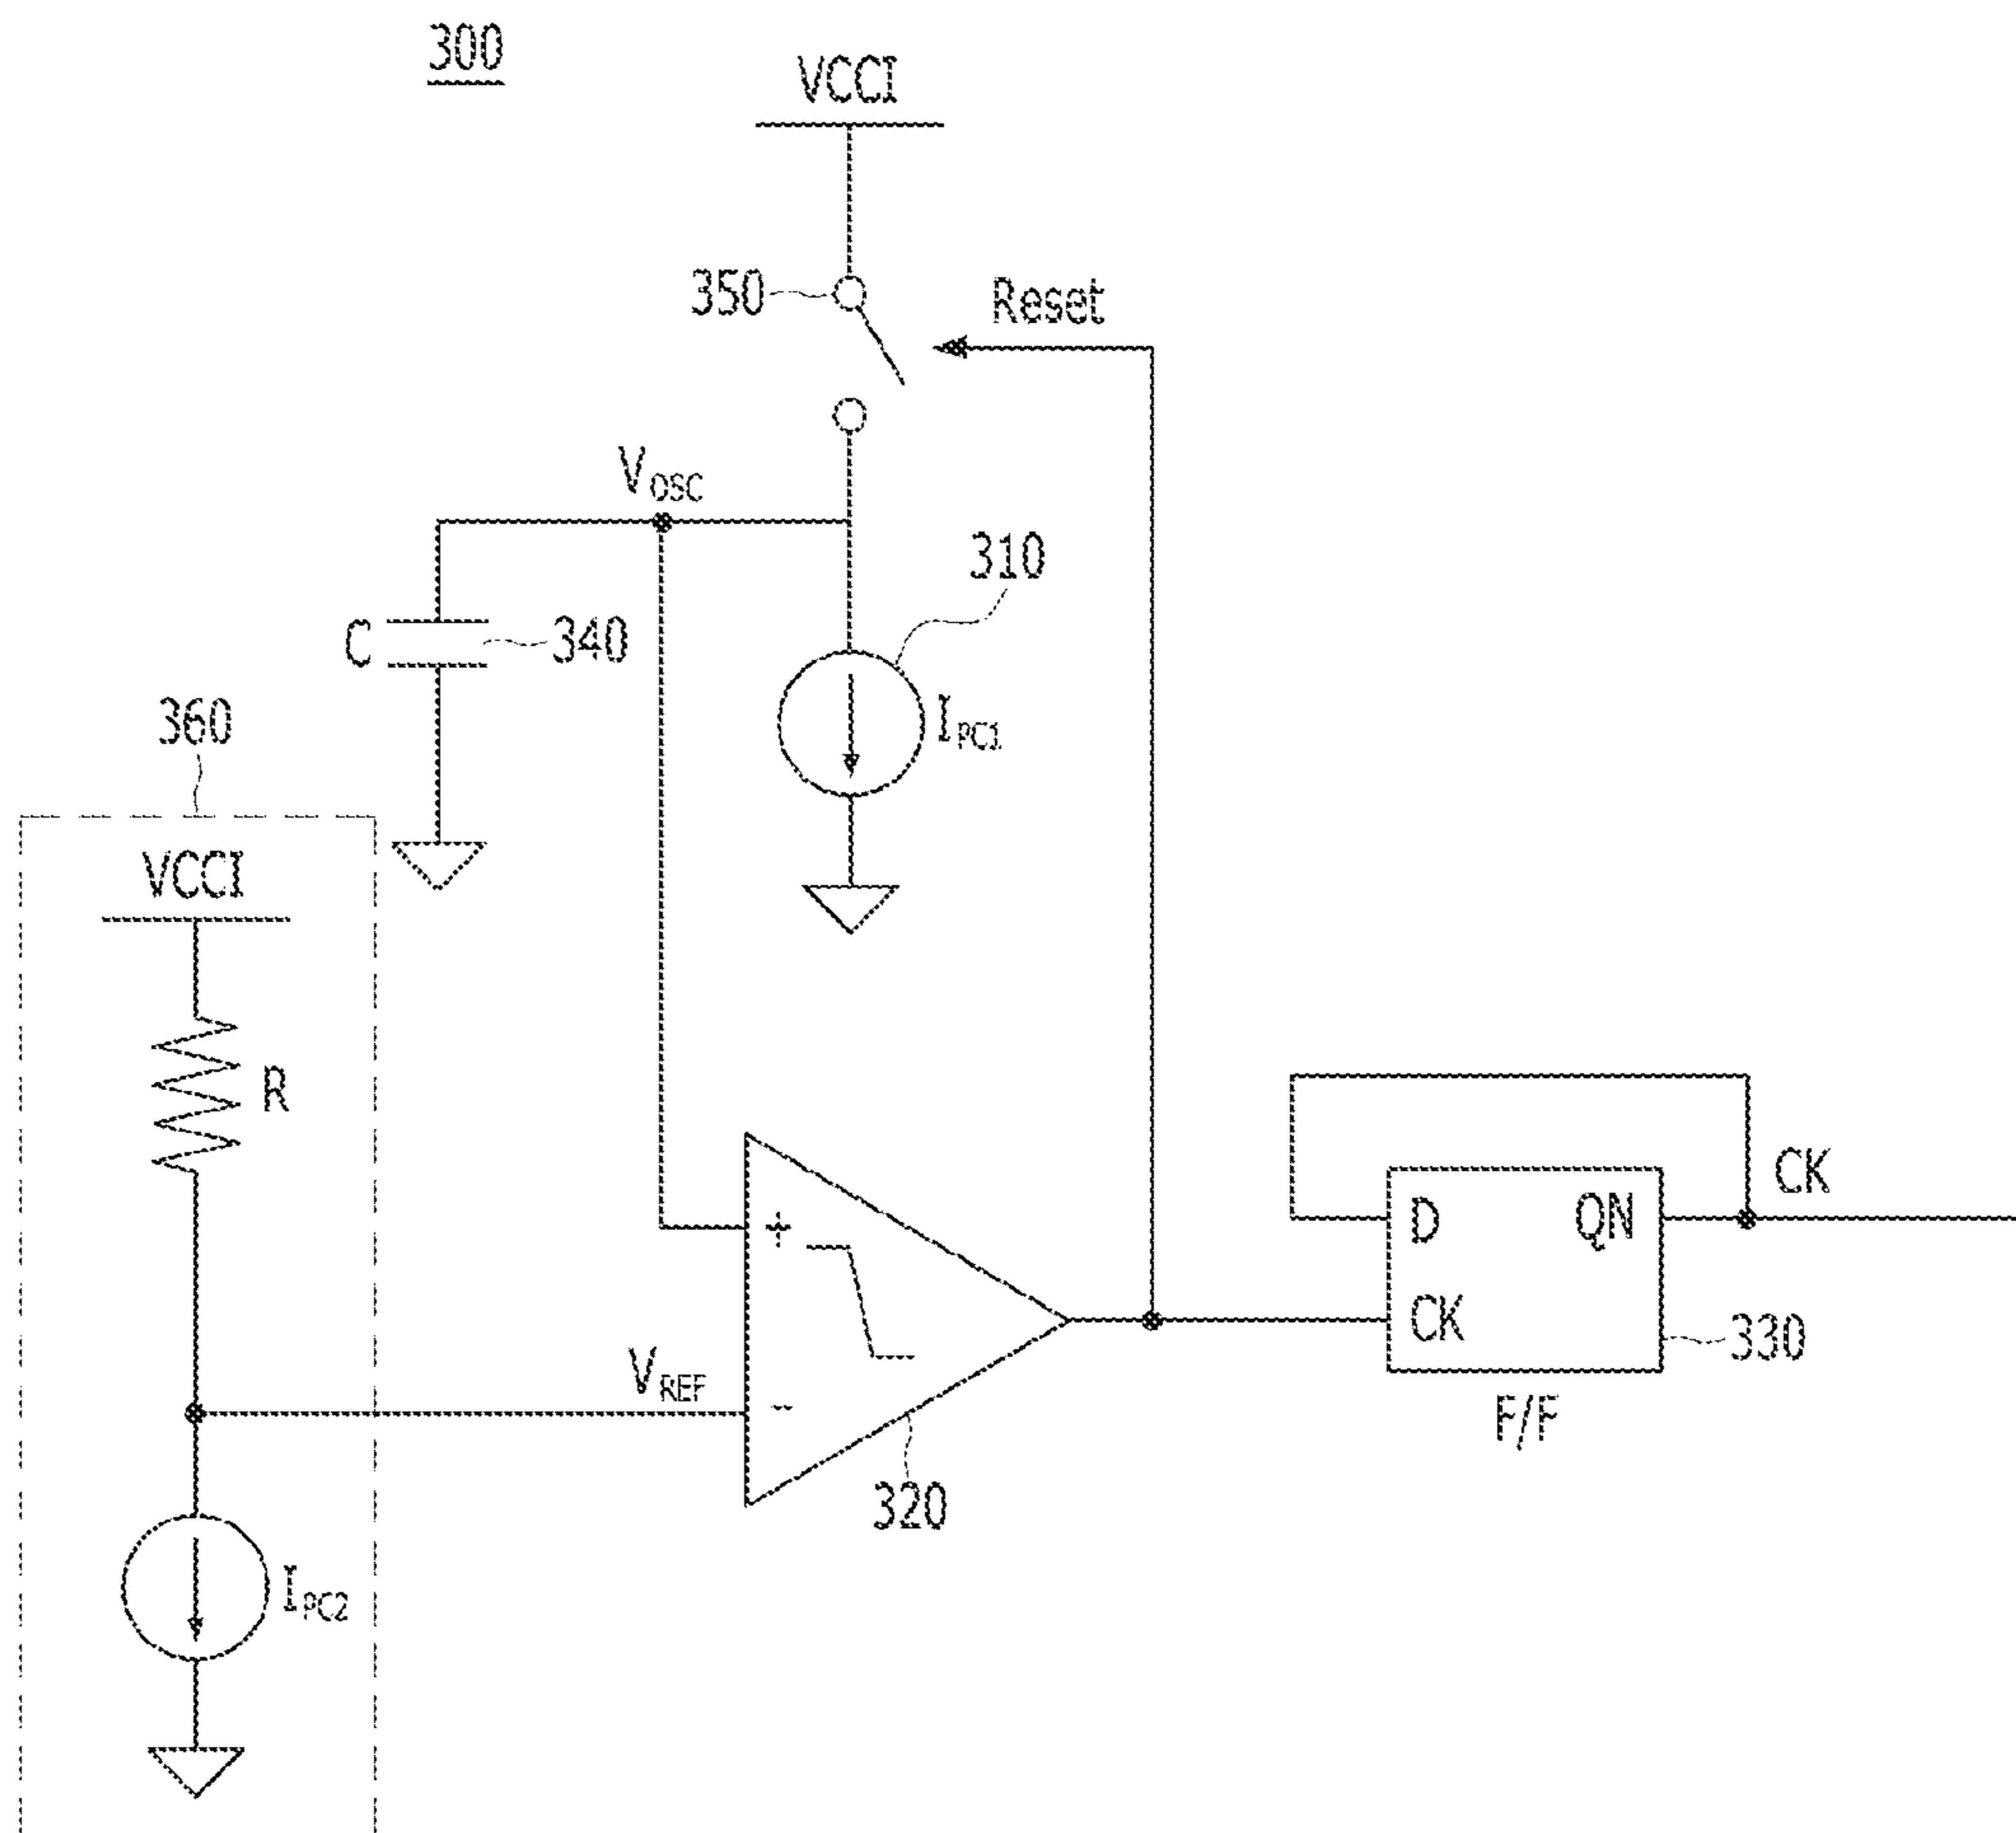 300
VCCI
350
Reset
VOSC
310
C
340
IPC1
360
VCCI
R
+
D
QN
CK
CK
VREF
-
330
F/F
320
IPC2